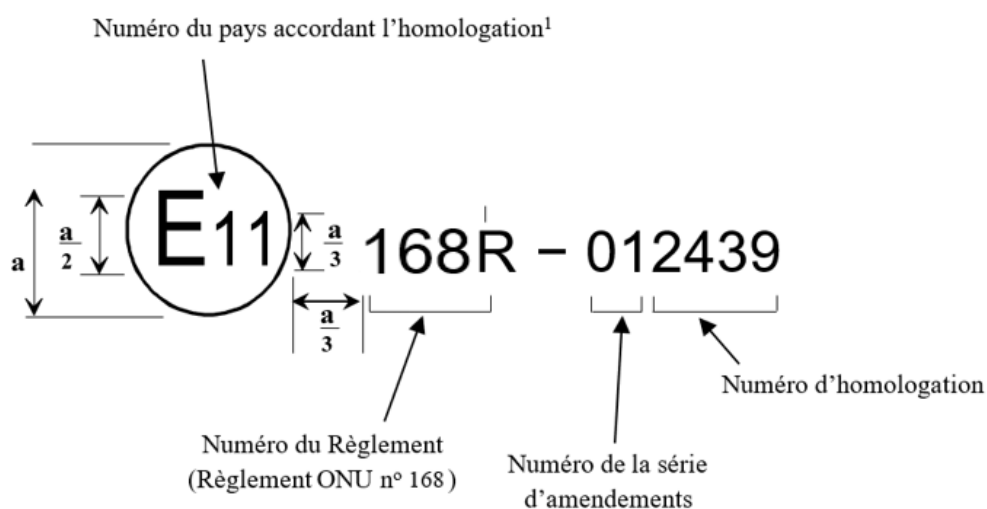 Numéro du pays accordant l’homologation¹
E11
a
a
2
a
3
168R – 012439
a
3
Numéro d’homologation
Numéro du Règlement
(Règlement ONU nº 168)
Numéro de la série
d’amendements